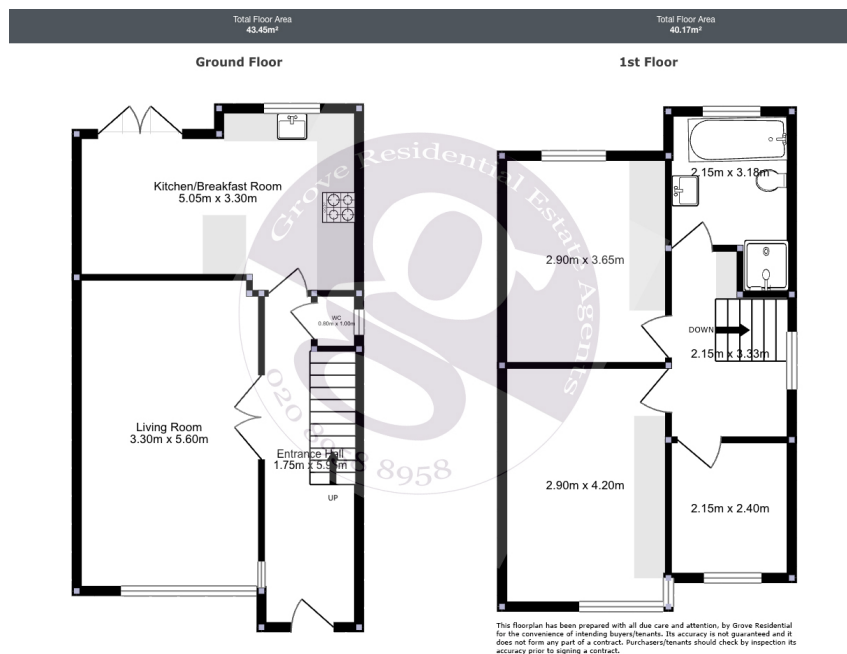 Total Floor Area
43.45m²
Total Floor Area
40.17m²
Ground Floor
1st Floor
Kitchen/Breakfast Room
5.05m x 3.30m
WC
0.80m x 1.00m
Living Room
3.30m x 5.60m
Entrance Hall
1.75m x 5.95m
UP
2.15m x 3.18m
2.90m x 3.65m
DOWN
2.15m x 3.33m
2.90m x 4.20m
2.15m x 2.40m
Grove Residential Estate Agents
g
8958
This floorplan has been prepared with all due care and attention, by Grove Residential
for the convenience of intending buyers/tenants. Its accuracy is not guaranteed and it
does not form any part of a contract. Purchasers/tenants should check by inspection its
accuracy prior to signing a contract.